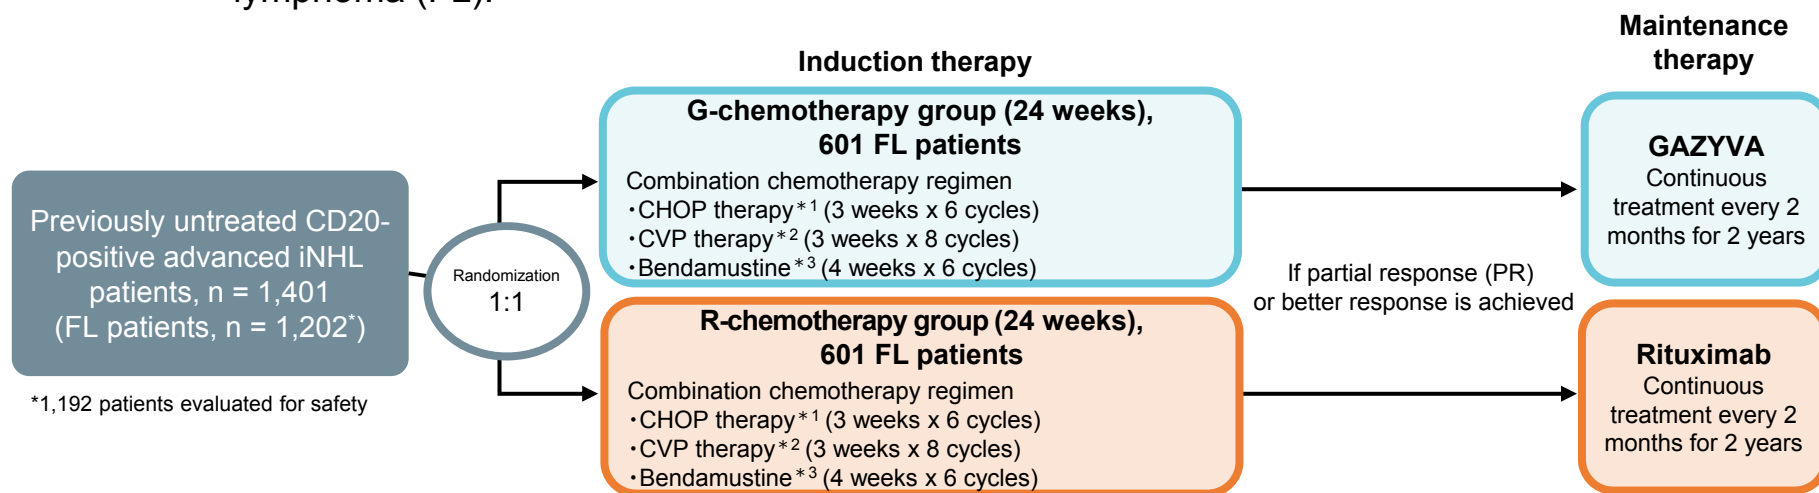 lymphoma (FL).
Maintenance
therapy
Induction therapy
G-chemotherapy group (24 weeks),
601 FL patients
Combination chemotherapy regimen
・CHOP therapy*1 (3 weeks x 6 cycles)
・CVP therapy*2 (3 weeks x 8 cycles)
・Bendamustine*3 (4 weeks x 6 cycles)
GAZYVA
Continuous
treatment every 2
months for 2 years
Previously untreated CD20-
positive advanced iNHL
patients, n = 1,401
(FL patients, n = 1,202*)
*1,192 patients evaluated for safety
Randomization
1:1
If partial response (PR)
or better response is achieved
R-chemotherapy group (24 weeks),
601 FL patients
Combination chemotherapy regimen
・CHOP therapy*1 (3 weeks x 6 cycles)
・CVP therapy*2 (3 weeks x 8 cycles)
・Bendamustine*3 (4 weeks x 6 cycles)
Rituximab
Continuous
treatment every 2
months for 2 years